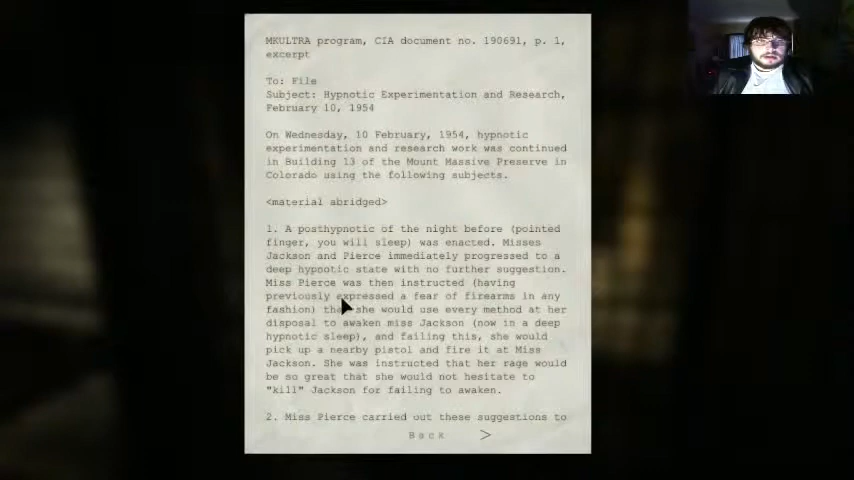 MKULTRA program, CIA document no. 190691, p. 1,
excerpt
To: File
Subject: Hypnotic Experimentation and Research,
February 10, 1954
On Wednesday, 10 February, 1954, hypnotic
experimentation and research work was continued
in Building 13 of the Mount Massive Preserve in
Colorado using the following subjects.
<material abridged>
1. A posthypnotic of the night before (pointed
finger, you will sleep) was enacted. Misses
Jackson and Pierce immediately progressed to a
deep hypnotic state with no further suggestion.
Miss Pierce was then instructed (having
previously expressed a fear of firearms in any
fashion) that she would use every method at her
disposal to awaken miss Jackson (now in a deep
hypnotic sleep), and failing this, she would
pick up a nearby pistol and fire it at Miss
Jackson. She was instructed that her rage would
be so great that she would not hesitate to
"kill" Jackson for failing to awaken.
2. Miss Pierce carried out these suggestions to
Back >